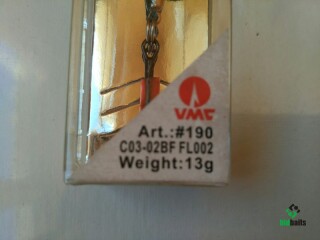 VMC
Art.:#190
C03-02BF FL002
Weight:13g